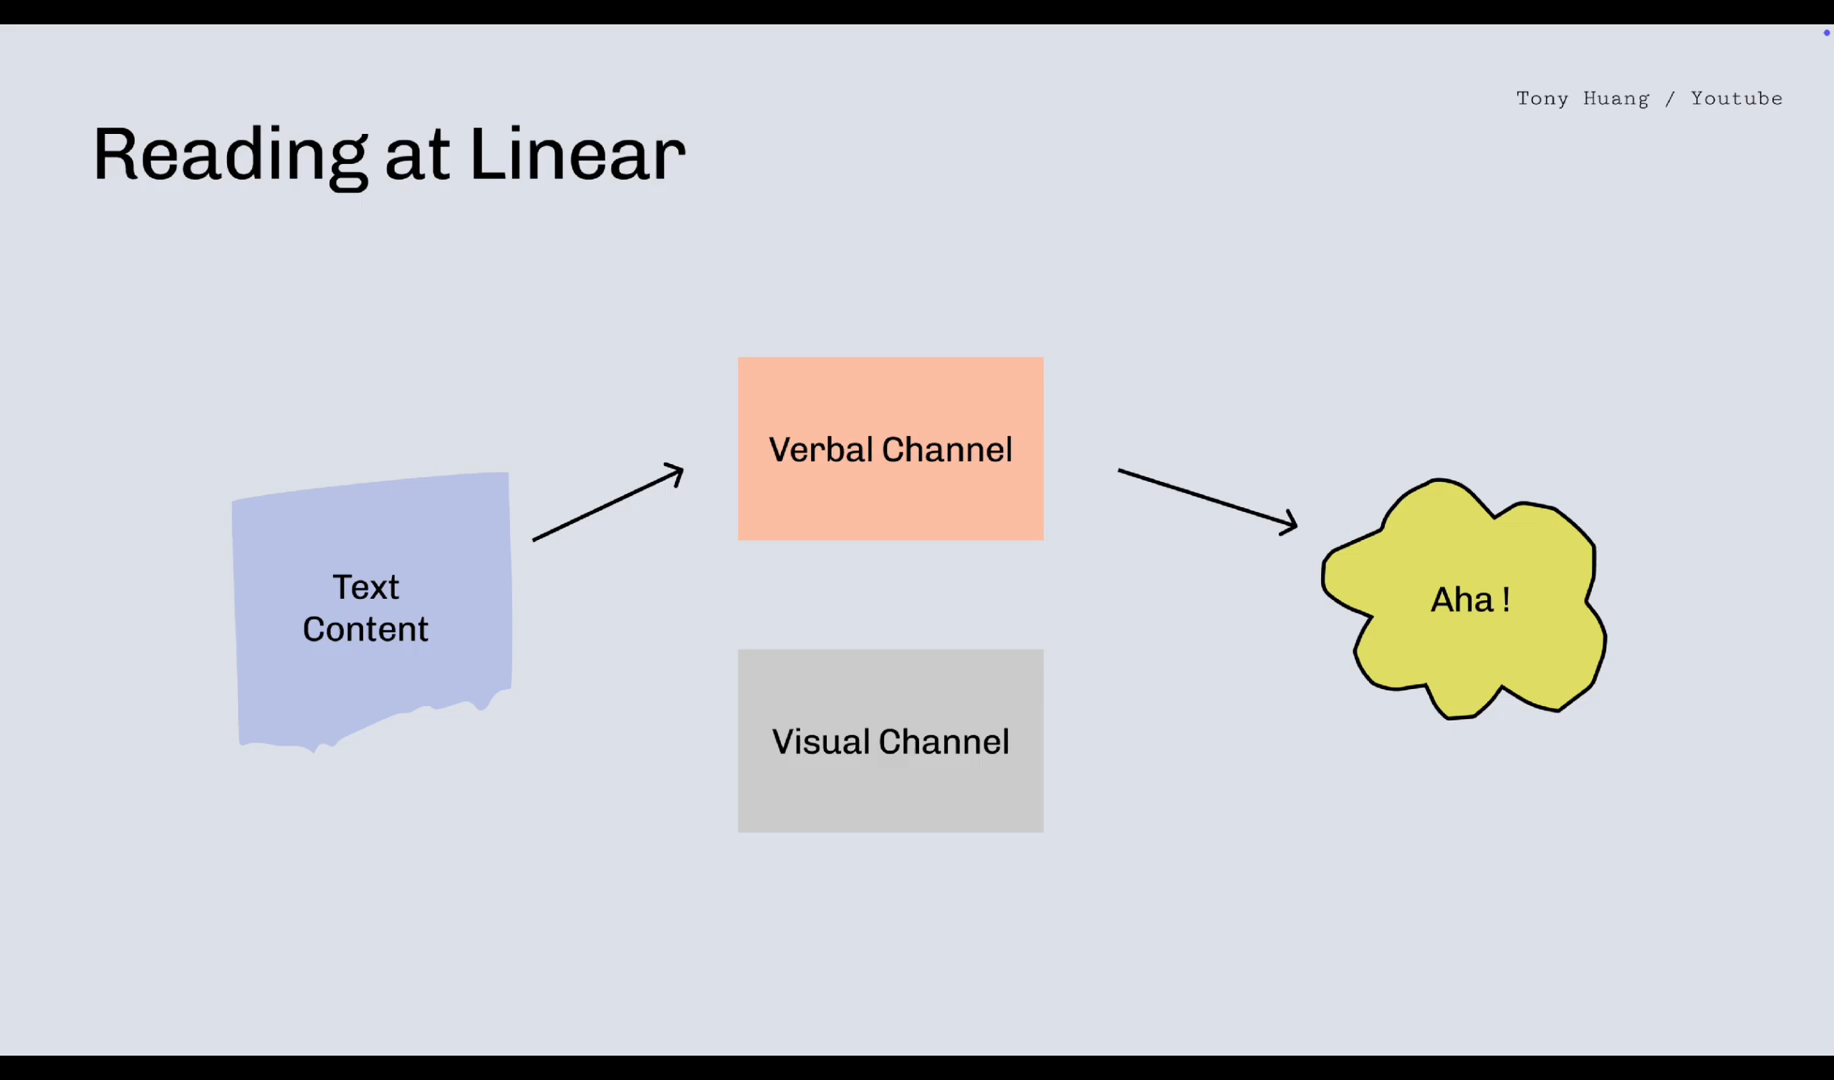 Tony Huang / Youtube
Reading at Linear
Verbal Channel
Text
Content
Aha !
Visual Channel